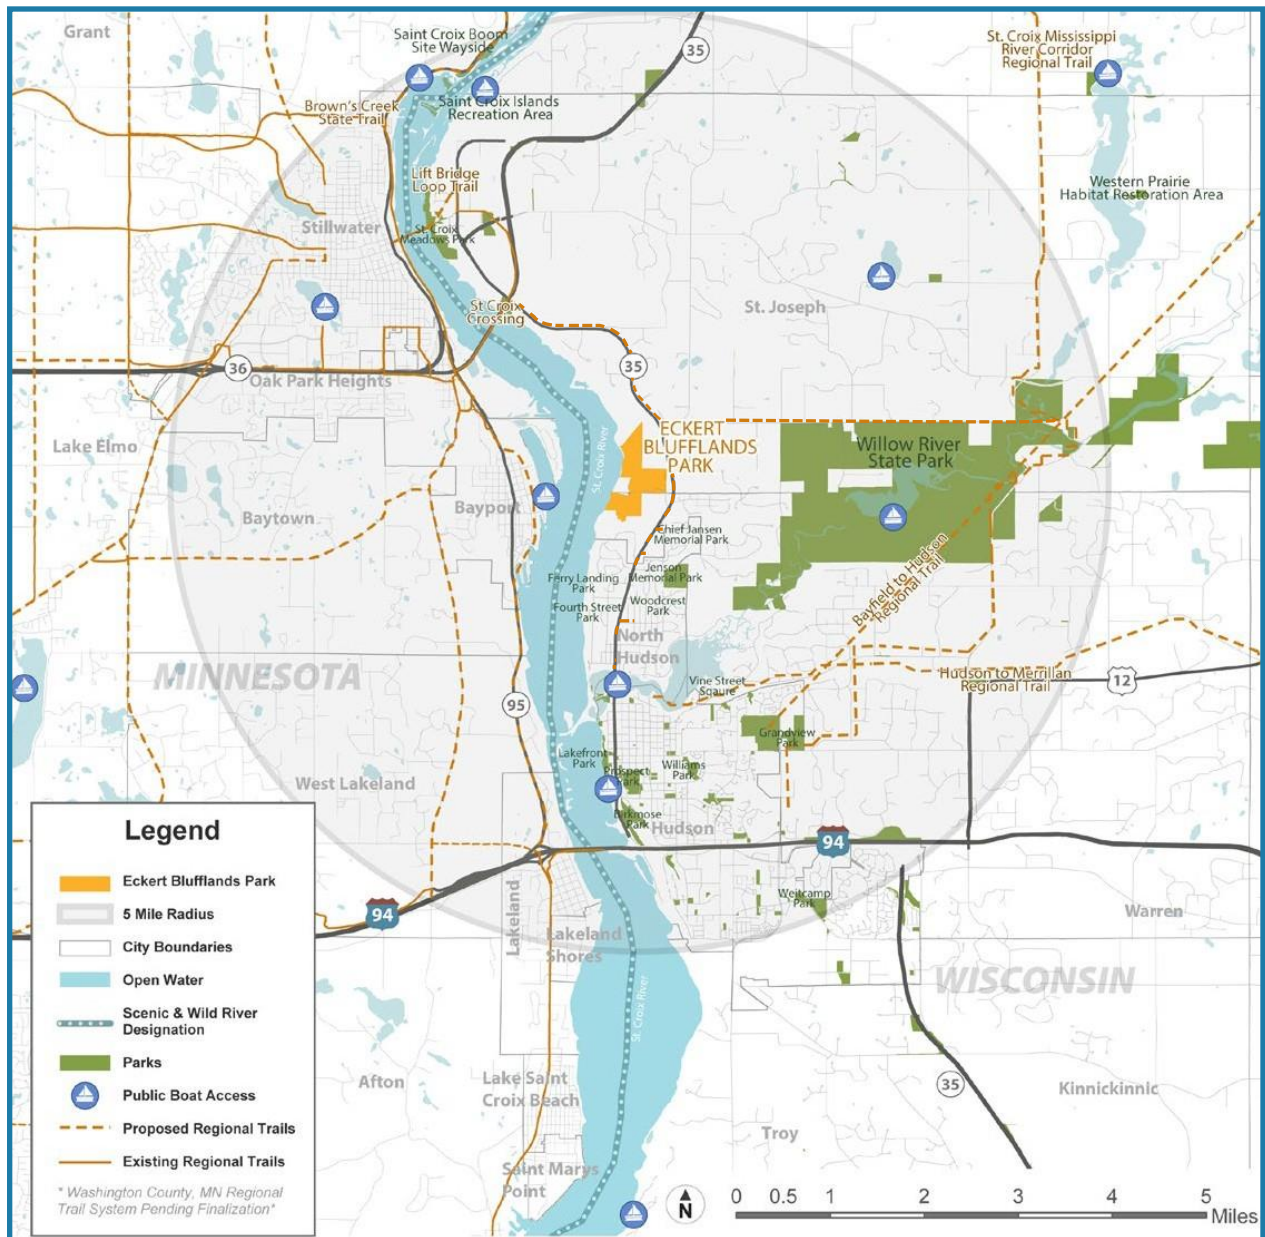 Grant
Saint Croix Boom
Site Wayside
35
St. Croix Mississippi
River Corridor
Regional Trail
Brown's Creek
State Trail
Saint Croix Islands
Recreation Area
Lift Bridge
Loop Trail
Western Prairie
Habitat Restoration Area
Stillwater
St. Croix
Meadows Park
St Croix
Crossing
St. Joseph
36
Oak Park Heights
35
Lake Elmo
ECKERT
BLUFFLANDS
PARK
Willow River
State Park
St. Croix River
Baytown
Bayport
Chief Jansen
Memorial Park
Ferry Landing
Park
Jenson
Memorial Park
Fourth Street
Park
Woodcrest
Park
Bayfield to Hudson
Regional Trail
North
Hudson
MINNESOTA
Vine Street
Sqaure
Hudson to Merrillan
Regional Trail
12
95
Grandview
Park
Lakefront
Park
Prospect
Park
Williams
Park
West Lakeland
Birkmose
Park
Hudson
94
Weitcamp
Park
94
Lakeland
Lakeland
Shores
Warren
WISCONSIN
St. Croix River
Afton
Lake Saint
Croix Beach
35
Kinnickinnic
Troy
Saint Marys
Point
Legend
Eckert Blufflands Park
5 Mile Radius
City Boundaries
Open Water
Scenic & Wild River
Designation
Parks
Public Boat Access
Proposed Regional Trails
Existing Regional Trails
* Washington County, MN Regional
Trail System Pending Finalization*
N
0 0.5 1 2 3 4 5
Miles